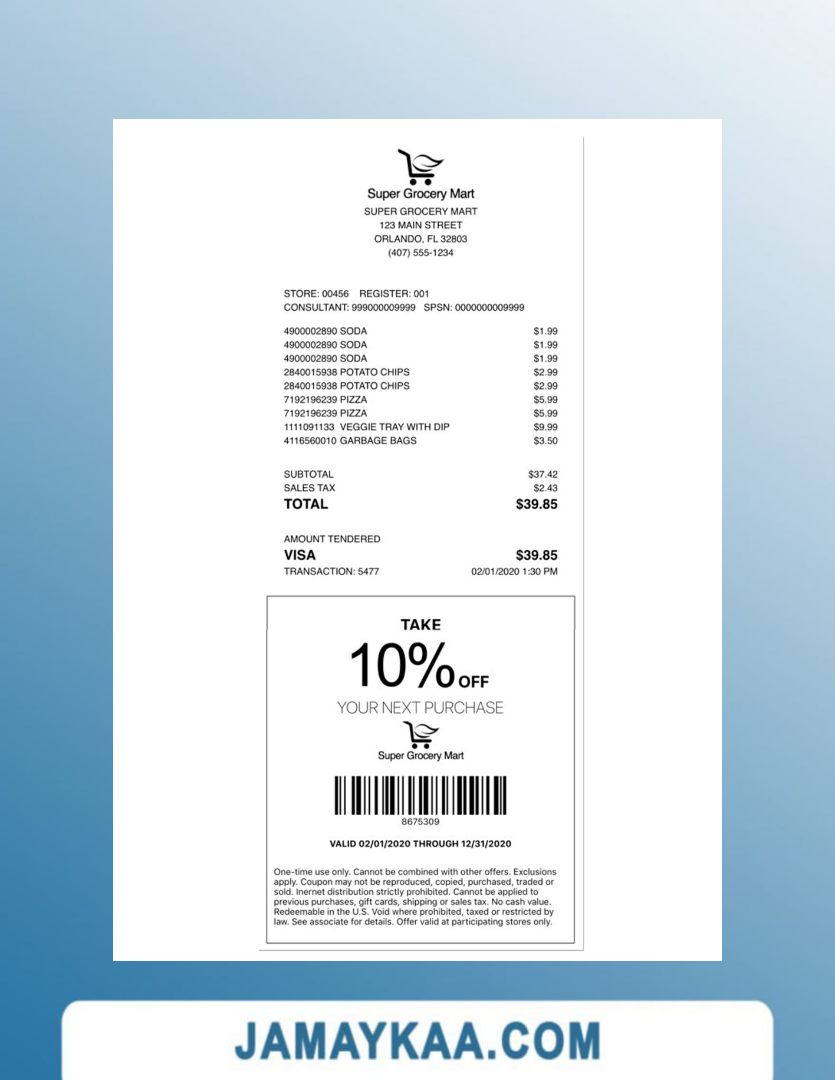 Super Grocery Mart
SUPER GROCERY MART
123 MAIN STREET
ORLANDO, FL 32803
(407) 555-1234
STORE: 00456 REGISTER: 001
CONSULTANT: 999000009999 SPSN: 0000000009999
4900002890 SODA $1.99
4900002890 SODA $1.99
4900002890 SODA $1.99
2840015938 POTATO CHIPS $2.99
2840015938 POTATO CHIPS $2.99
7192196239 PIZZA $5.99
7192196239 PIZZA $5.99
1111091133 VEGGIE TRAY WITH DIP $9.99
4116560010 GARBAGE BAGS $3.50
SUBTOTAL $37.42
SALES TAX $2.43
TOTAL $39.85
AMOUNT TENDERED
VISA $39.85
TRANSACTION: 5477 02/01/2020 1:30 PM
TAKE
10% OFF
YOUR NEXT PURCHASE
Super Grocery Mart
8675309
VALID 02/01/2020 THROUGH 12/31/2020
One-time use only. Cannot be combined with other offers. Exclusions
apply. Coupon may not be reproduced, copied, purchased, traded or
sold. Inernet distribution strictly prohibited. Cannot be applied to
previous purchases, gift cards, shipping or sales tax. No cash value.
Redeemable in the U.S. Void where prohibited, taxed or restricted by
law. See associate for details. Offer valid at participating stores only.
JAMAYKAA.COM